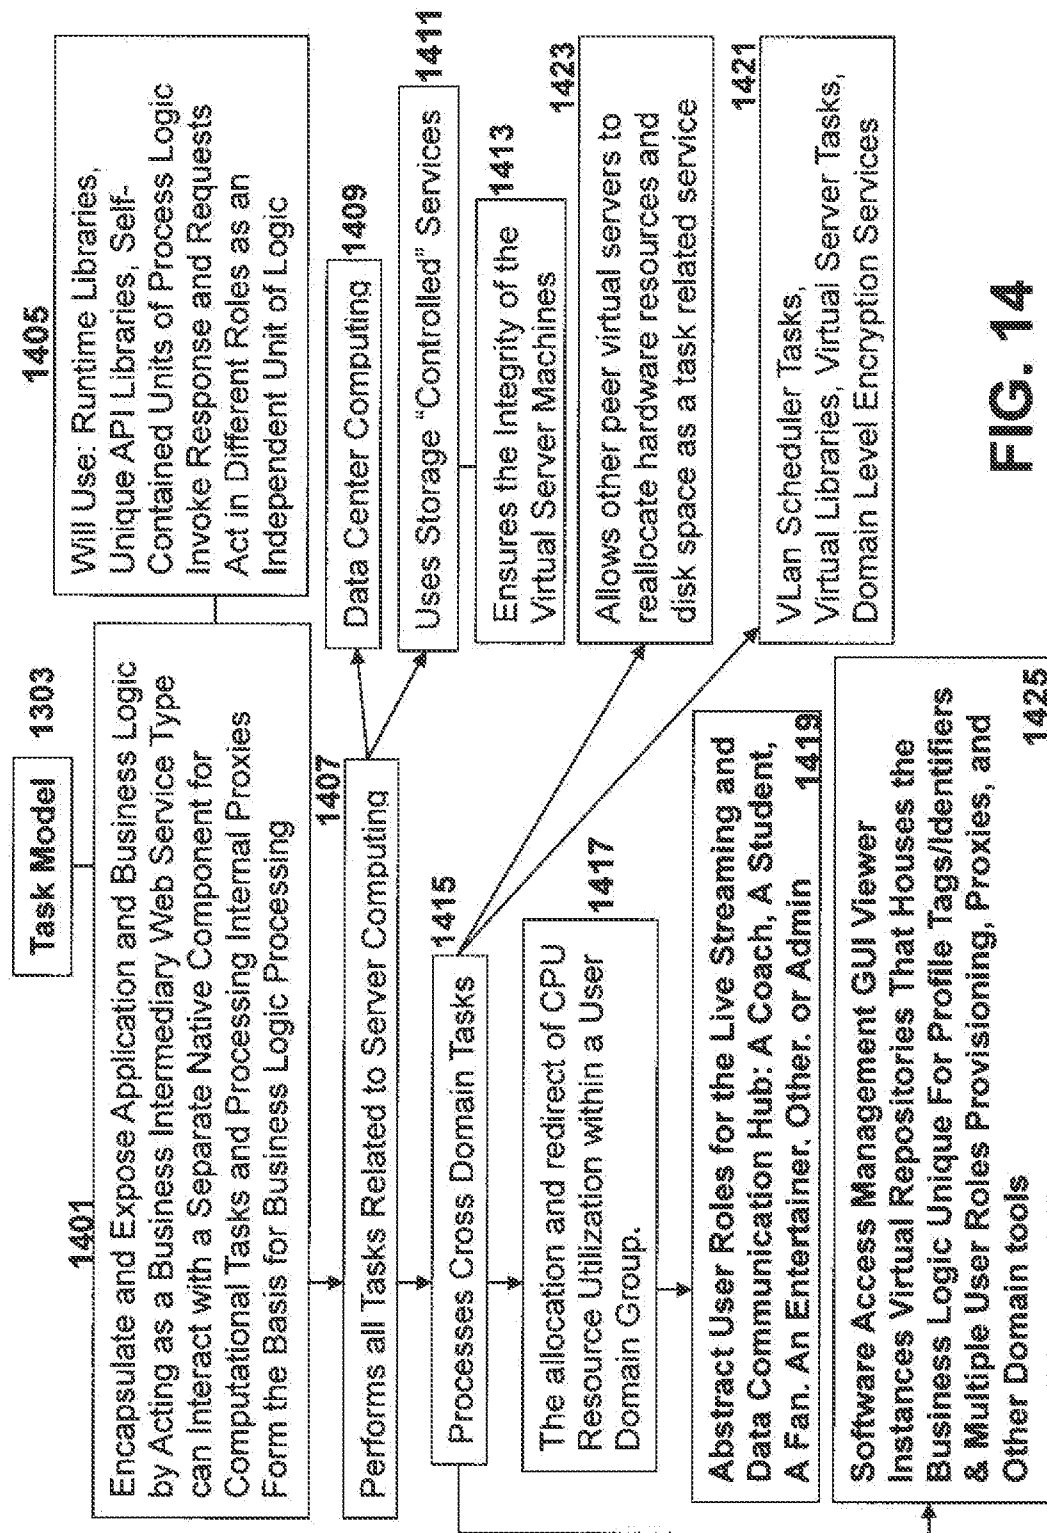 Task Model 1303
1401
Encapsulate and Expose Application and Business Logic
by Acting as a Business Intermediary Web Service Type
can Interact with a Separate Native Component for
Computational Tasks and Processing Internal Proxies
Form the Basis for Business Logic Processing
1405
Will Use: Runtime Libraries,
Unique API Libraries, Self-
Contained Units of Process Logic
Invoke Response and Requests
Act in Different Roles as an
Independent Unit of Logic
1407
Performs all Tasks Related to Server Computing
Data Center Computing 1409
1411
Uses Storage “Controlled” Services
1413
Ensures the Integrity of the
Virtual Server Machines
1415
Processes Cross Domain Tasks
1417
The allocation and redirect of CPU
Resource Utilization within a User
Domain Group.
1423
Allows other peer virtual servers to
reallocate hardware resources and
disk space as a task related service
1421
VLan Scheduler Tasks,
Virtual Libraries, Virtual Server Tasks,
Domain Level Encryption Services
Abstract User Roles for the Live Streaming and
Data Communication Hub: A Coach, A Student,
A Fan. An Entertainer. Other. or Admin 1419
Software Access Management GUI Viewer
Instances Virtual Repositories That Houses the
Business Logic Unique For Profile Tags/Identifiers
& Multiple User Roles Provisioning, Proxies, and
Other Domain tools 1425
FIG. 14